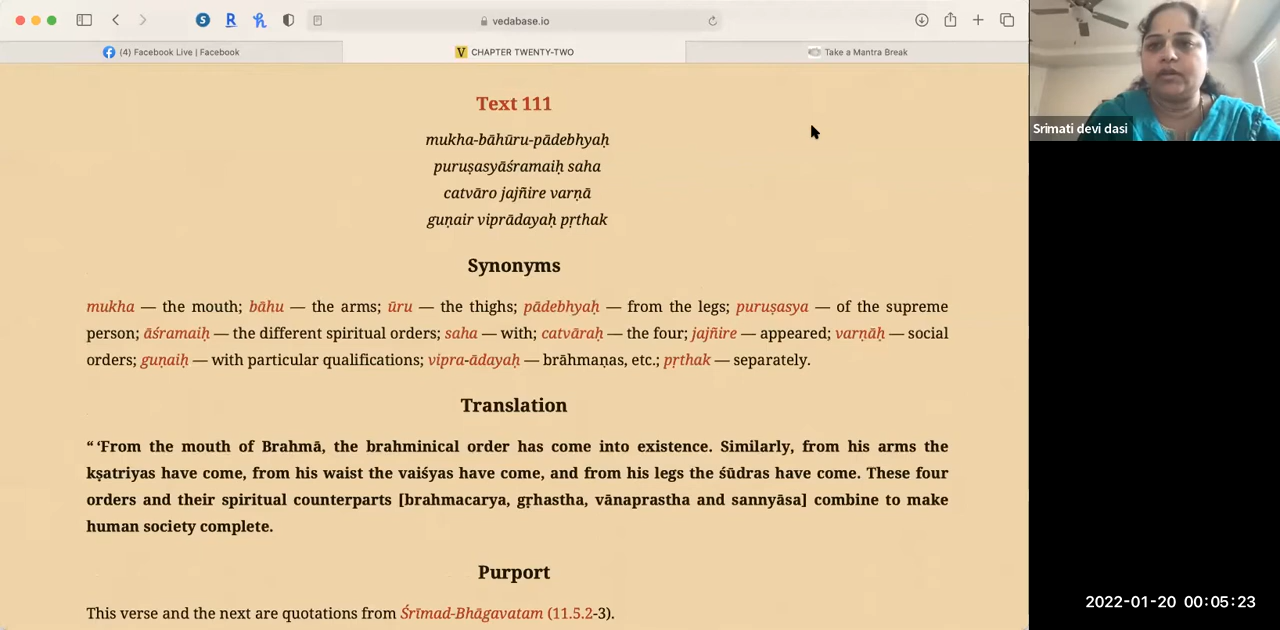 vedabase.io
(4) Facebook Live | Facebook
CHAPTER TWENTY-TWO
Take a Mantra Break
Srimati devi dasi
Text 111
mukha-bāhūru-pādebhyaḥ
puruṣasyāśramaiḥ saha
catvāro jajñire varṇā
guṇair viprādayaḥ pṛthak
Synonyms
mukha — the mouth; bāhu — the arms; ūru — the thighs; pādebhyaḥ — from the legs; puruṣasya — of the supreme
person; āśramaiḥ — the different spiritual orders; saha — with; catvāraḥ — the four; jajñire — appeared; varṇāḥ — social
orders; guṇaiḥ — with particular qualifications; vipra-ādayaḥ — brāhmaṇas, etc.; pṛthak — separately.
Translation
“ ‘From the mouth of Brahmā, the brahminical order has come into existence. Similarly, from his arms the
kṣatriyas have come, from his waist the vaiśyas have come, and from his legs the śūdras have come. These four
orders and their spiritual counterparts [brahmacarya, gṛhastha, vānaprastha and sannyāsa] combine to make
human society complete.
Purport
This verse and the next are quotations from Śrīmad-Bhāgavatam (11.5.2-3).
2022-01-20 00:05:23